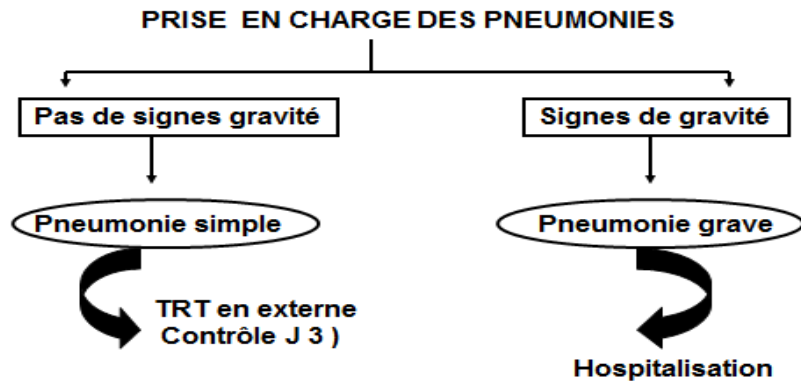 PRISE EN CHARGE DES PNEUMONIES
Pas de signes gravité
Signes de gravité
Pneumonie simple
Pneumonie grave
TRT en externe
Contrôle J 3 )
Hospitalisation